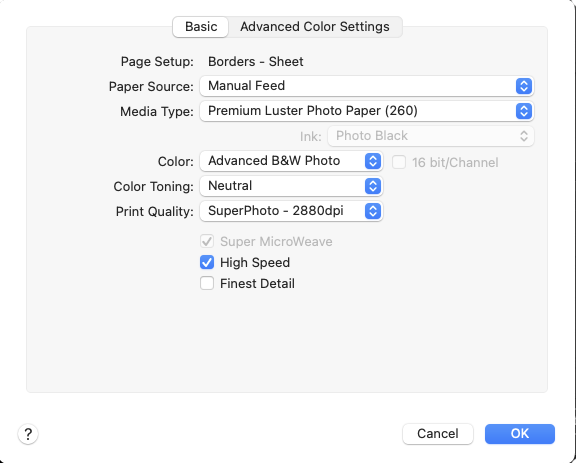 Basic Advanced Color Settings
Page Setup: Borders - Sheet
Paper Source: Manual Feed
Media Type: Premium Luster Photo Paper (260)
Ink: Photo Black
Color: Advanced B&W Photo 16 bit/Channel
Color Toning: Neutral
Print Quality: SuperPhoto - 2880dpi
Super MicroWeave
High Speed
Finest Detail
? Cancel OK